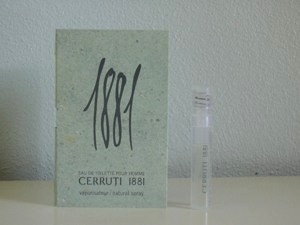 1881
EAU DE TOILETTE POUR HOMME
CERRUTI 1881
vaporisateur | natural spray
CERRUTI 1881